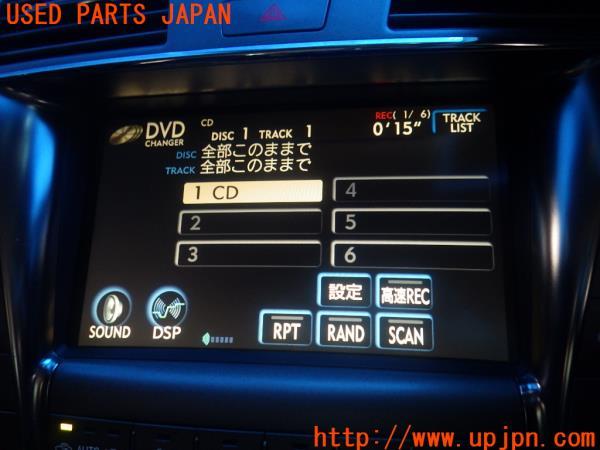 USED PARTS JAPAN
DVD
CHANGER
CD
DISC 1 TRACK 1
REC( 1/ 6)
0'15"
TRACK
LIST
DISC 全部このままで
TRACK 全部このままで
1 CD
4
2
5
3
6
設定
高速REC
SOUND
DSP
RPT
RAND
SCAN
AUTO
http://www.upjpn.com